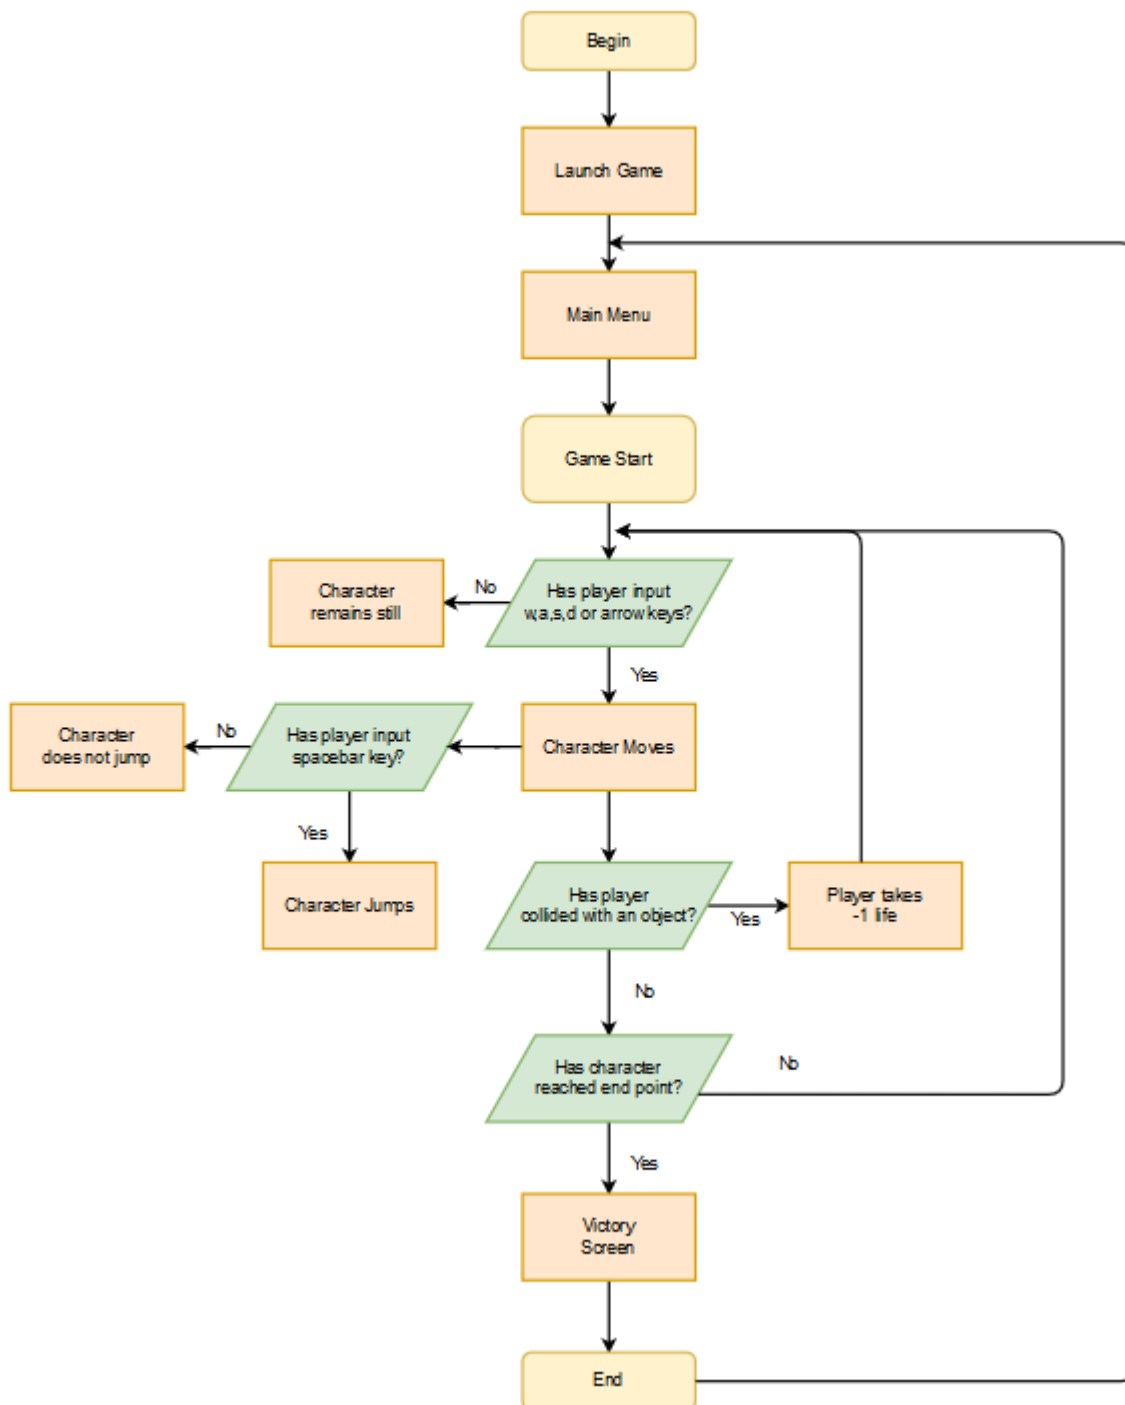 Begin
Launch Game
Main Menu
Game Start
Character
remains still
No
Has player input
w,a,s,d or arrow keys?
Yes
Character
does not jump
No
Has player input
spacebar key?
Character Moves
Yes
Character Jumps
Has player
collided with an object?
Yes
Player takes
-1 life
No
Has character
reached end point?
No
Yes
Victory
Screen
End